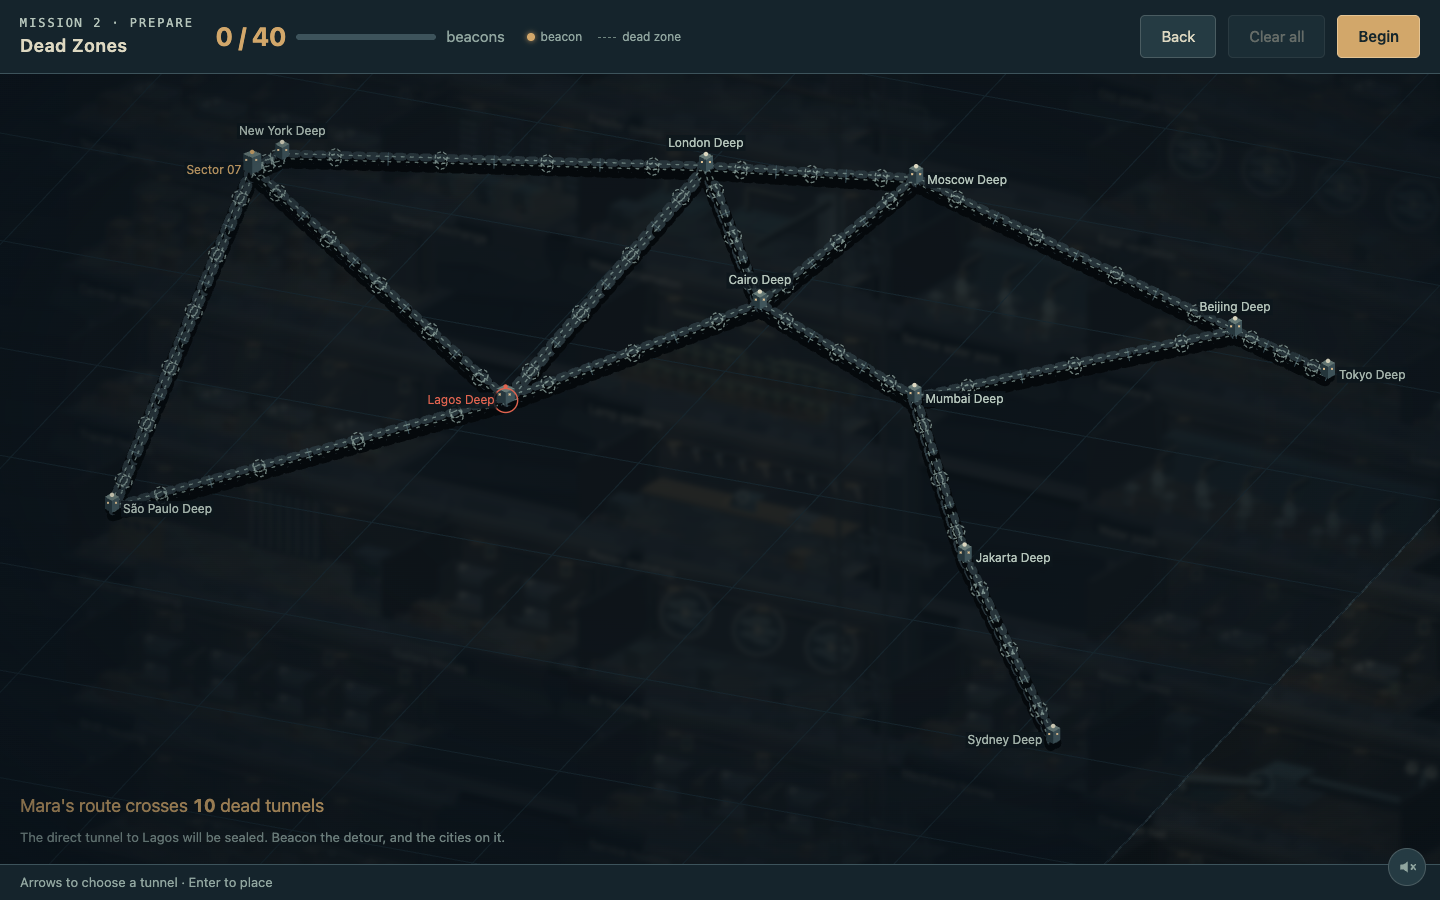 MISSION 2 · PREPARE
Dead Zones
0 / 40 beacons
beacon
dead zone
Back
Clear all
Begin
New York Deep
London Deep
Sector 07
Moscow Deep
Cairo Deep
Beijing Deep
Tokyo Deep
Lagos Deep
Mumbai Deep
São Paulo Deep
Jakarta Deep
Sydney Deep
Mara's route crosses 10 dead tunnels
The direct tunnel to Lagos will be sealed. Beacon the detour, and the cities on it.
Arrows to choose a tunnel · Enter to place